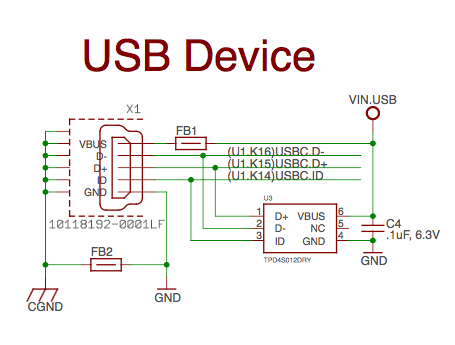 USB Device
X1
VIN.USB
FB1
VBUS
D-
D+
ID
GND
(U1.K16)USBC.D-
(U1.K15)USBC.D+
(U1.K14)USBC.ID
10118192-0001LF
U3
1 D+ VBUS 6
2 D- NC 5
3 ID GND 4
TPD4S012DRY
C4
.1uF, 6.3V
GND
FB2
CGND
GND